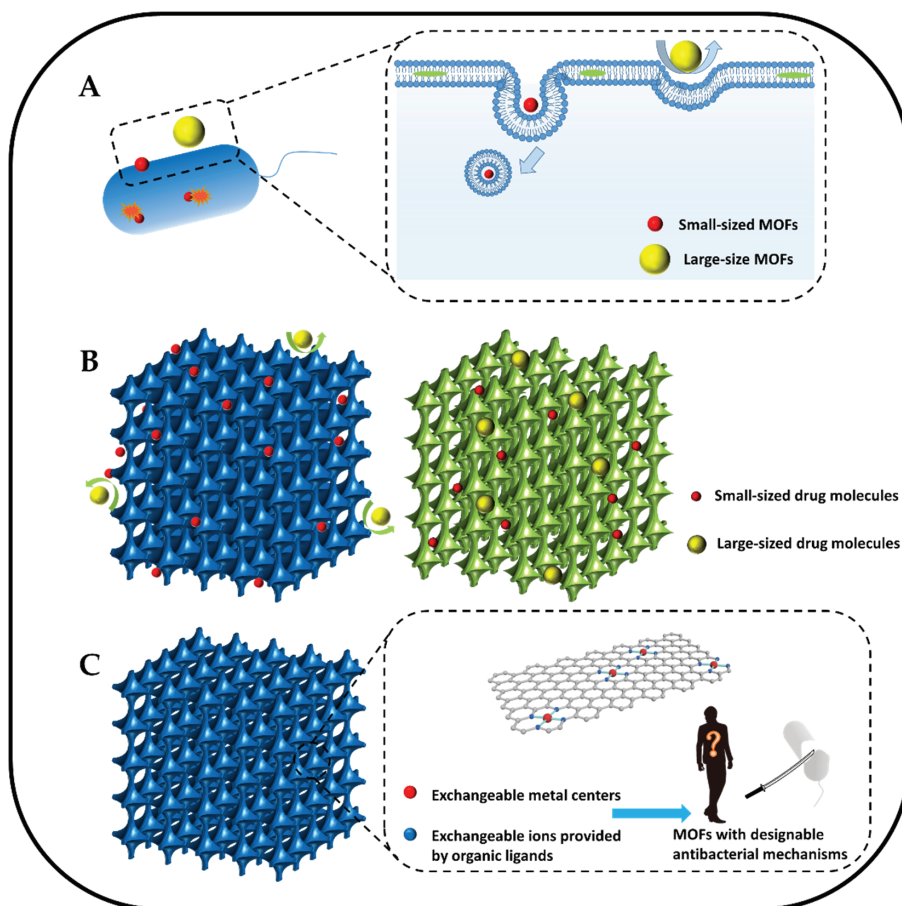 A
Small-sized MOFs
Large-size MOFs
B
Small-sized drug molecules
Large-sized drug molecules
C
Exchangeable metal centers
Exchangeable ions provided
by organic ligands
?
MOFs with designable
antibacterial mechanisms